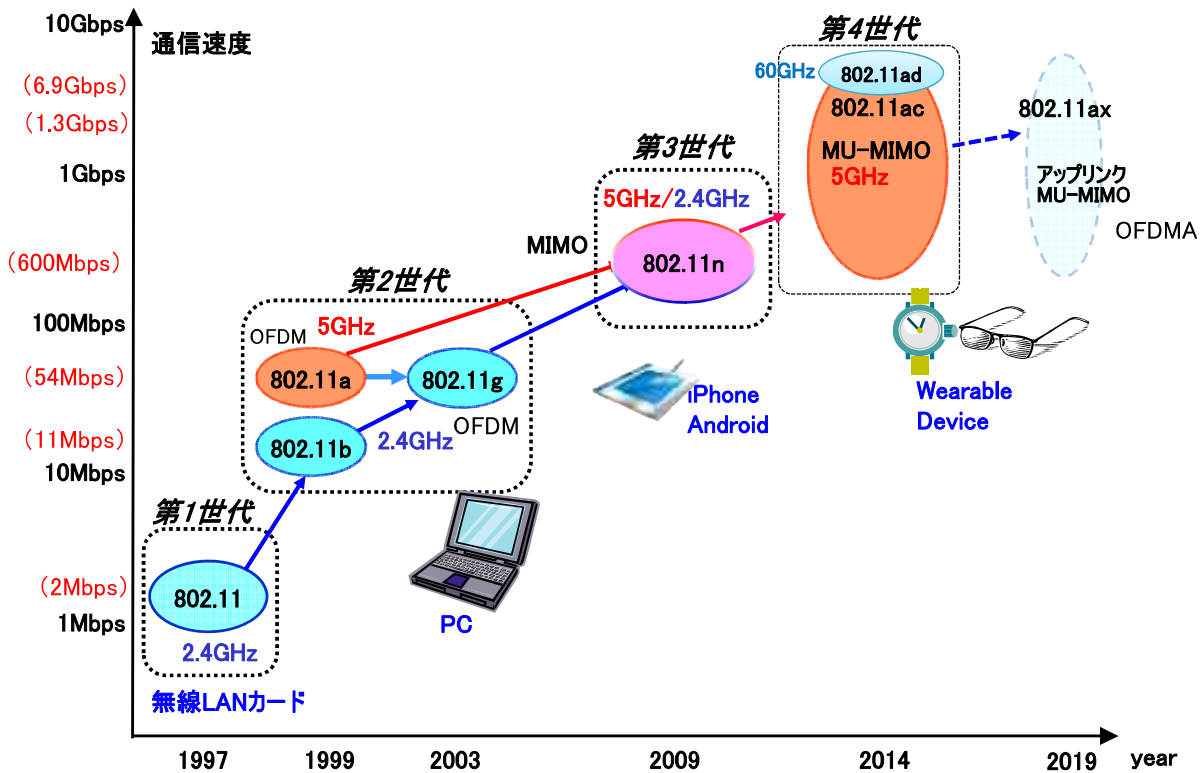 10Gbps
通信速度
(6.9Gbps)
(1.3Gbps)
1Gbps
(600Mbps)
100Mbps
(54Mbps)
(11Mbps)
10Mbps
(2Mbps)
1Mbps
第1世代
802.11
2.4GHz
無線LANカード
第2世代
OFDM
5GHz
802.11a
802.11g
OFDM
802.11b
2.4GHz
PC
第3世代
5GHz/2.4GHz
MIMO
802.11n
iPhone
Android
第4世代
60GHz
802.11ad
802.11ac
MU-MIMO
5GHz
Wearable
Device
802.11ax
アップリンク
MU-MIMO
OFDMA
1997
1999
2003
2009
2014
2019
year